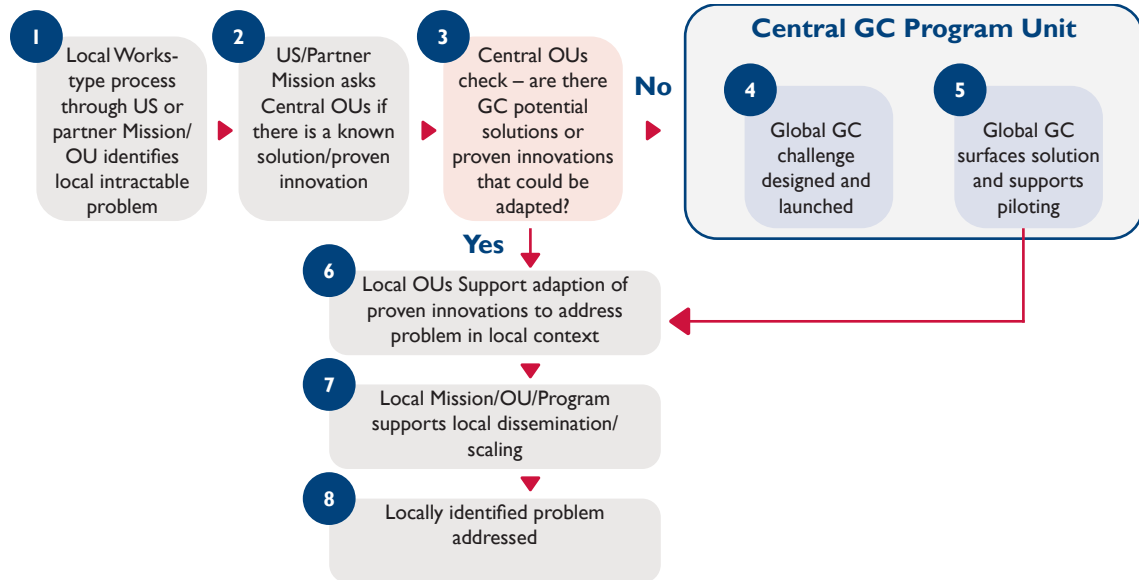 1
Local Works-
type process
through US or
partner Mission/
OU identifies
local intractable
problem
2
US/Partner
Mission asks
Central OUs if
there is a known
solution/proven
innovation
3
Central OUs
check – are there
GC potential
solutions or
proven innovations
that could be
adapted?
No
Yes
Central GC Program Unit
4
Global GC
challenge
designed and
launched
5
Global GC
surfaces solution
and supports
piloting
6
Local OUs Support adaption of
proven innovations to address
problem in local context
7
Local Mission/OU/Program
supports local dissemination/
scaling
8
Locally identified problem
addressed